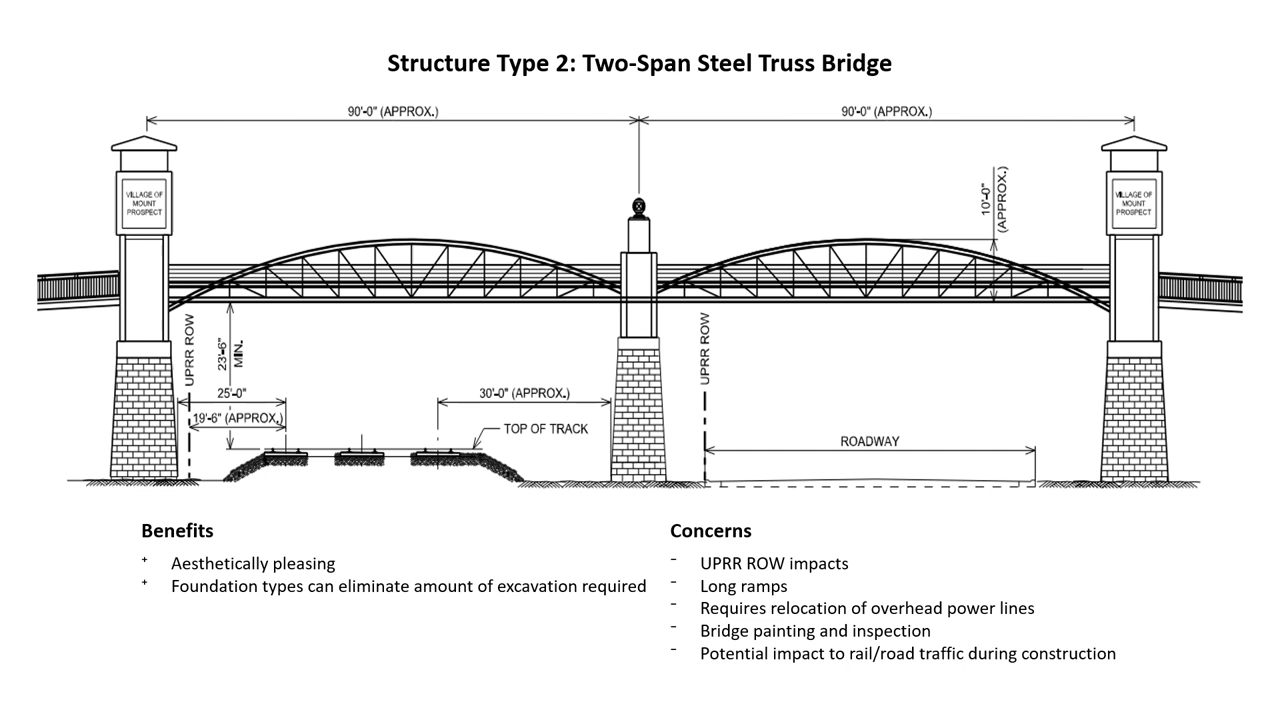 Structure Type 2: Two-Span Steel Truss Bridge
90'-0" (APPROX.)
90'-0" (APPROX.)
VILLAGE OF
MOUNT
PROSPECT
10'-0"
(APPROX.)
VILLAGE OF
MOUNT
PROSPECT
UPRR ROW
23'-6"
MIN.
UPRR ROW
25'-0"
30'-0" (APPROX.)
19'-6" (APPROX.)
TOP OF TRACK
ROADWAY
Benefits
+ Aesthetically pleasing
+ Foundation types can eliminate amount of excavation required
Concerns
- UPRR ROW impacts
- Long ramps
- Requires relocation of overhead power lines
- Bridge painting and inspection
- Potential impact to rail/road traffic during construction